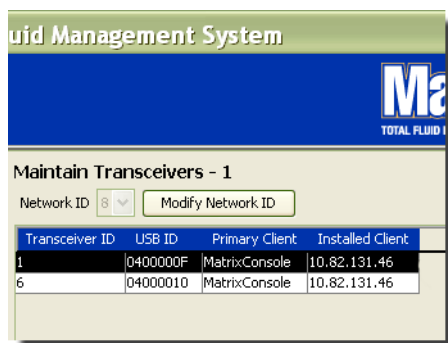 uid Management System
Ma
TOTAL FLUID
Maintain Transceivers - 1
Network ID 8 Modify Network ID
Transceiver ID USB ID Primary Client Installed Client
1 0400000F MatrixConsole 10.82.131.46
6 04000010 MatrixConsole 10.82.131.46